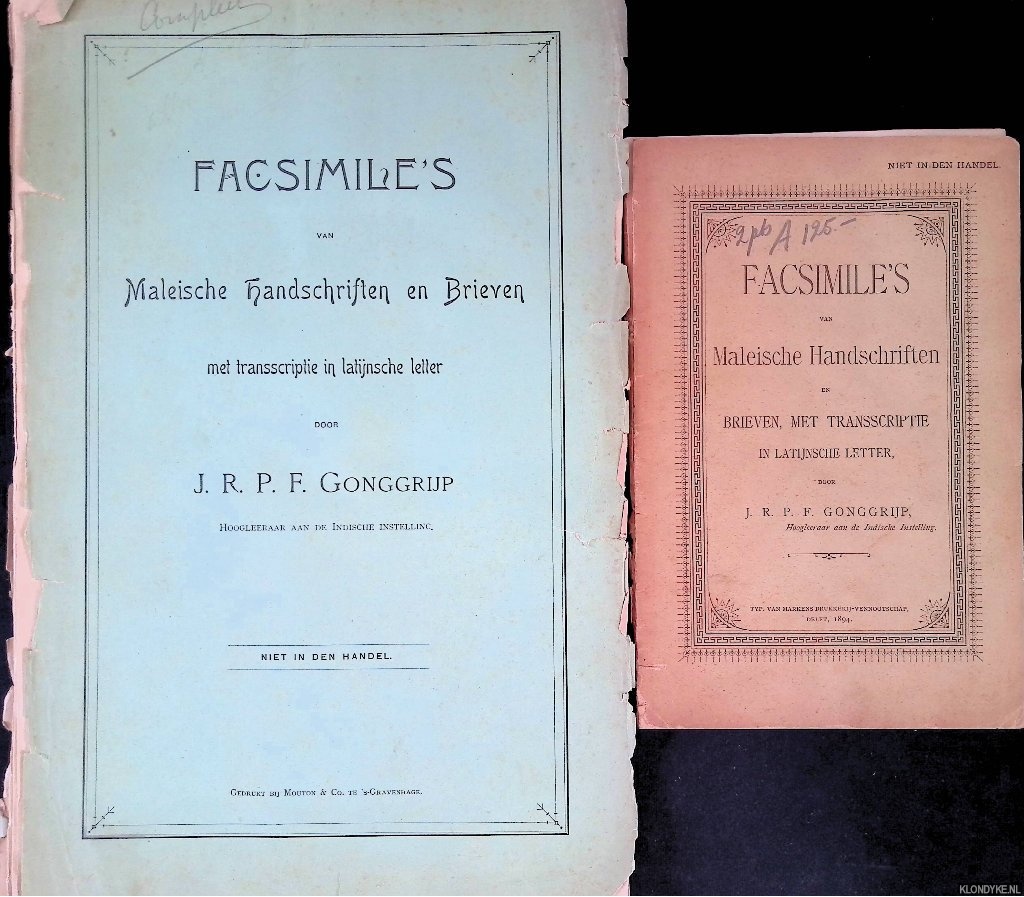 Compleet
FACSIMILE'S
VAN
Maleische Handschriften en Brieven
met transscriptie in latijnsche letter
DOOR
J. R. P. F. GONGGRIJP
HOOGLEERAAR AAN DE INDISCHE INSTELLING.
NIET IN DEN HANDEL.
GEDRUKT BIJ MOUTON & CO. TE 'S-GRAVENHAGE.
NIET IN DEN HANDEL.
A 125.-
FACSIMILE'S
VAN
Maleische Handschriften
EN
BRIEVEN, MET TRANSSCRIPTIE
IN LATIJNSCHE LETTER,
DOOR
J. R. P. F. GONGGRIJP,
Hoogleeraar aan de Indische Instelling.
TYP. VAN MARKENS DRUKKERIJ-VENNOOTSCHAP,
DELFT, 1894.
KLONDYKE.NL